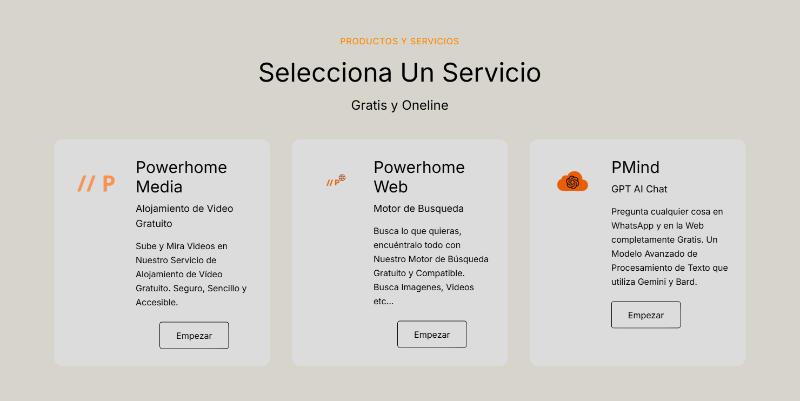 PRODUCTOS Y SERVICIOS
Selecciona Un Servicio
Gratis y Oneline
// P
Powerhome
Media
Alojamiento de Video
Gratuito
Sube y Mira Videos en
Nuestro Servicio de
Alojamiento de Vídeo
Gratuito. Seguro, Sencillo y
Accesible.
Empezar
// P
Powerhome
Web
Motor de Busqueda
Busca lo que quieras,
encuéntralo todo con
Nuestro Motor de Búsqueda
Gratuito y Compatible.
Busca Imagenes, Videos
etc...
Empezar
PMind
GPT AI Chat
Pregunta cualquier cosa en
WhatsApp y en la Web
completamente Gratis. Un
Modelo Avanzado de
Procesamiento de Texto que
utiliza Gemini y Bard.
Empezar